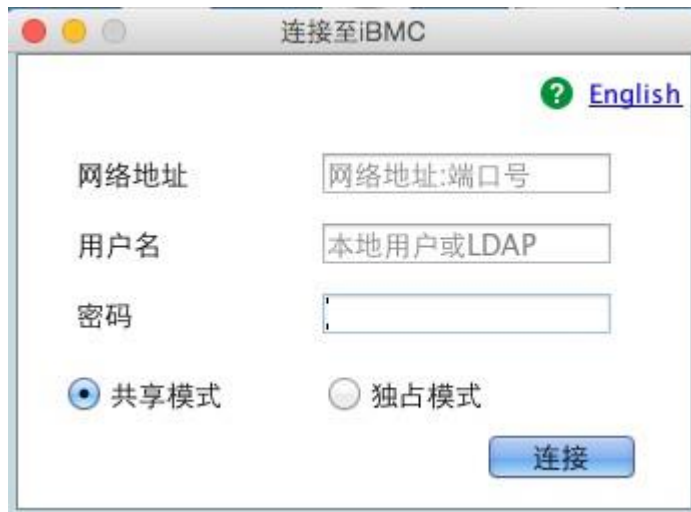 连接至iBMC
? English
网络地址 网络地址:端口号
用户名 本地用户或LDAP
密码
共享模式 独占模式
连接